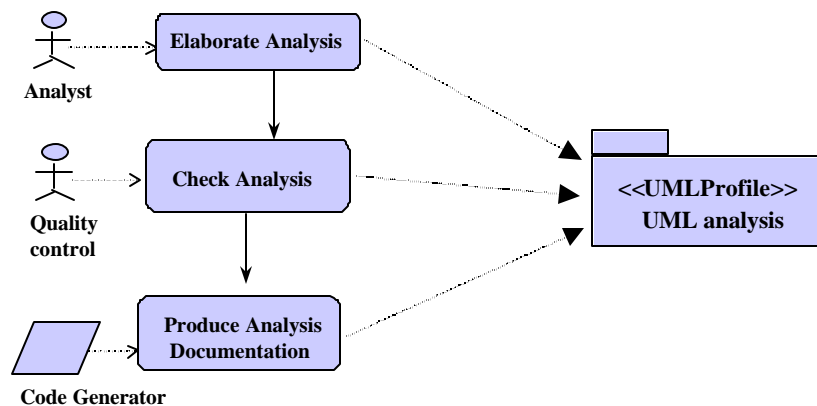 Elaborate Analysis
Analyst
Check Analysis
<<UMLProfile>>
UML analysis
Quality
control
Produce Analysis
Documentation
Code Generator